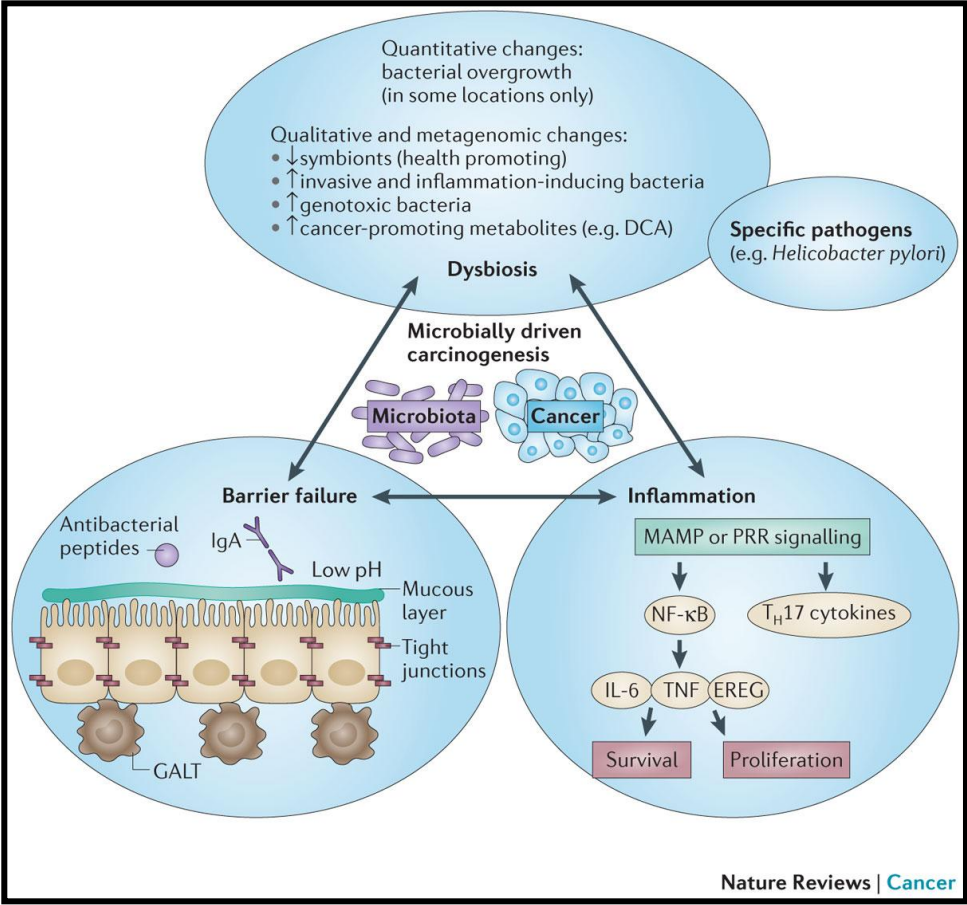 Quantitative changes:
bacterial overgrowth
(in some locations only)
Qualitative and metagenomic changes:
• ↓symbionts (health promoting)
• ↑invasive and inflammation-inducing bacteria
• ↑genotoxic bacteria
• ↑cancer-promoting metabolites (e.g. DCA)
Dysbiosis
Specific pathogens
(e.g. Helicobacter pylori)
Microbially driven
carcinogenesis
Microbiota
Cancer
Barrier failure
Antibacterial
peptides
IgA
Low pH
Mucous
layer
Tight
junctions
GALT
Inflammation
MAMP or PRR signalling
NF-κB
TH17 cytokines
IL-6
TNF
EREG
Survival
Proliferation
Nature Reviews | Cancer